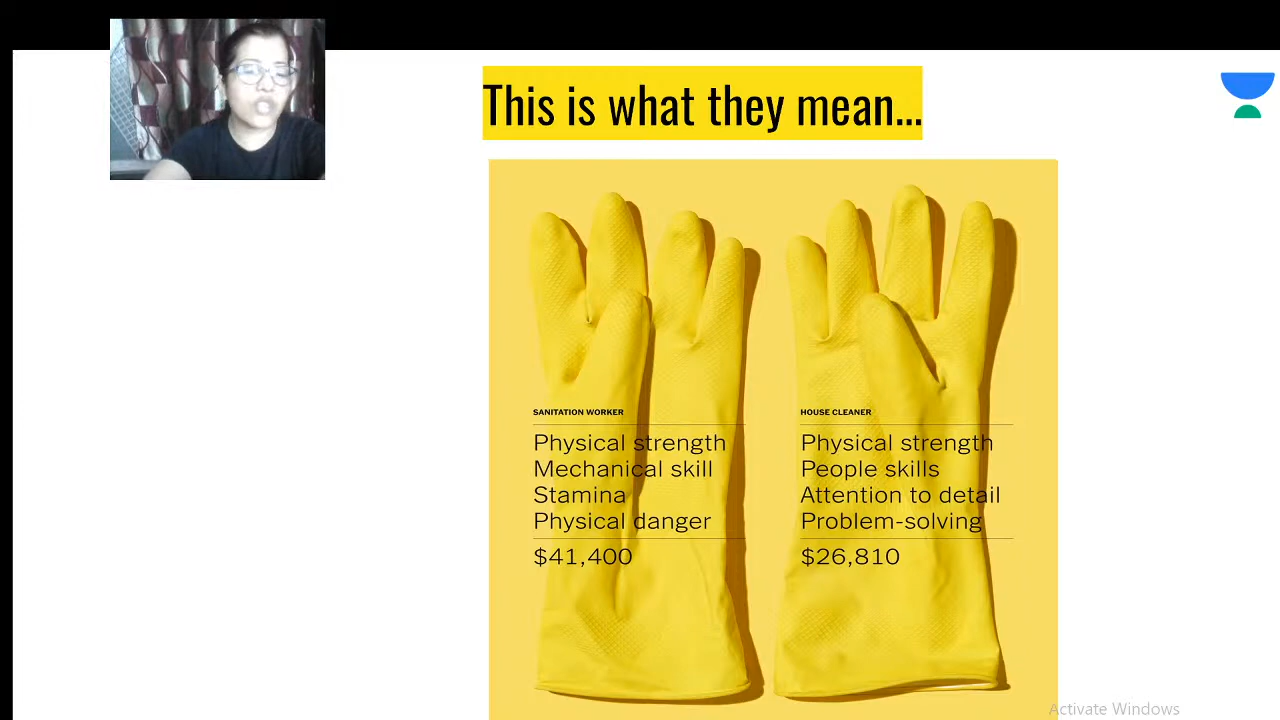 This is what they mean...
SANITATION WORKER
Physical strength
Mechanical skill
Stamina
Physical danger
$41,400
HOUSE CLEANER
Physical strength
People skills
Attention to detail
Problem-solving
$26,810
Activate Windows